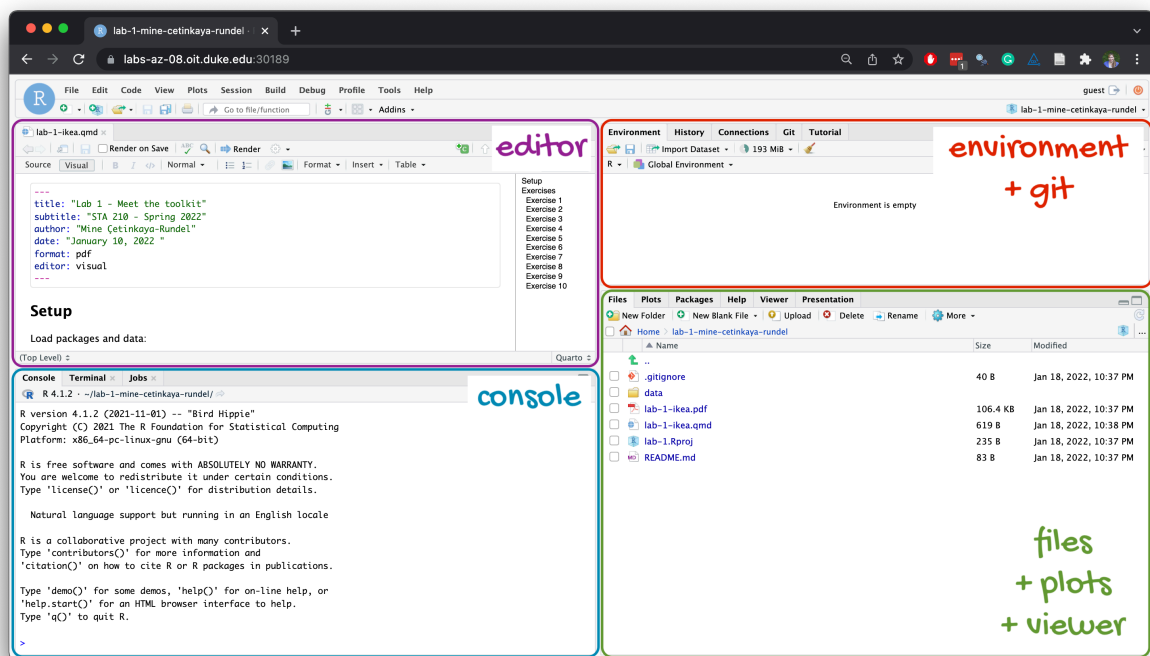 lab-1-mine-cetinkaya-rundel ·
labs-az-08.oit.duke.edu:30189
1
R
File Edit Code View Plots Session Build Debug Profile Tools Help
guest
Go to file/function
Addins
lab-1-mine-cetinkaya-rundel
lab-1-ikea.qmd
Render on Save
ABC
Render
Source Visual B I Normal Format Insert Table
editor
---
title: "Lab 1 - Meet the toolkit"
subtitle: "STA 210 - Spring 2022"
author: "Mine Çetinkaya-Rundel"
date: "January 10, 2022 "
format: pdf
editor: visual
---
Setup
Load packages and data:
Setup
Exercises
Exercise 1
Exercise 2
Exercise 3
Exercise 4
Exercise 5
Exercise 6
Exercise 7
Exercise 8
Exercise 9
Exercise 10
(Top Level) Quarto
Console Terminal Jobs
R 4.1.2 · ~/lab-1-mine-cetinkaya-rundel/
console
R version 4.1.2 (2021-11-01) -- "Bird Hippie"
Copyright (C) 2021 The R Foundation for Statistical Computing
Platform: x86_64-pc-linux-gnu (64-bit)
R is free software and comes with ABSOLUTELY NO WARRANTY.
You are welcome to redistribute it under certain conditions.
Type 'license()' or 'licence()' for distribution details.
Natural language support but running in an English locale
R is a collaborative project with many contributors.
Type 'contributors()' for more information and
'citation()' on how to cite R or R packages in publications.
Type 'demo()' for some demos, 'help()' for on-line help, or
'help.start()' for an HTML browser interface to help.
Type 'q()' to quit R.
>
Environment History Connections Git Tutorial
Import Dataset 193 MiB
R Global Environment
environment
+ git
Environment is empty
Files Plots Packages Help Viewer Presentation
New Folder New Blank File Upload Delete Rename More
Home lab-1-mine-cetinkaya-rundel ...
Name Size Modified
..
.gitignore 40 B Jan 18, 2022, 10:37 PM
data
lab-1-ikea.pdf 106.4 KB Jan 18, 2022, 10:37 PM
lab-1-ikea.qmd 619 B Jan 18, 2022, 10:38 PM
lab-1.Rproj 235 B Jan 18, 2022, 10:37 PM
README.md 83 B Jan 18, 2022, 10:37 PM
files
+ plots
+ viewer